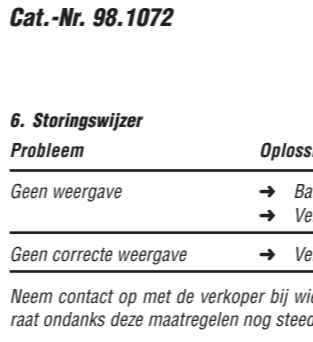 Cat.-Nr. 98.1072
6. Storingswijzer
Probleem
Geen weergave ➜
➜
Geen correcte weergave ➜
Neem contact op met de verkoper bij
raat ondanks deze maatregelen nog